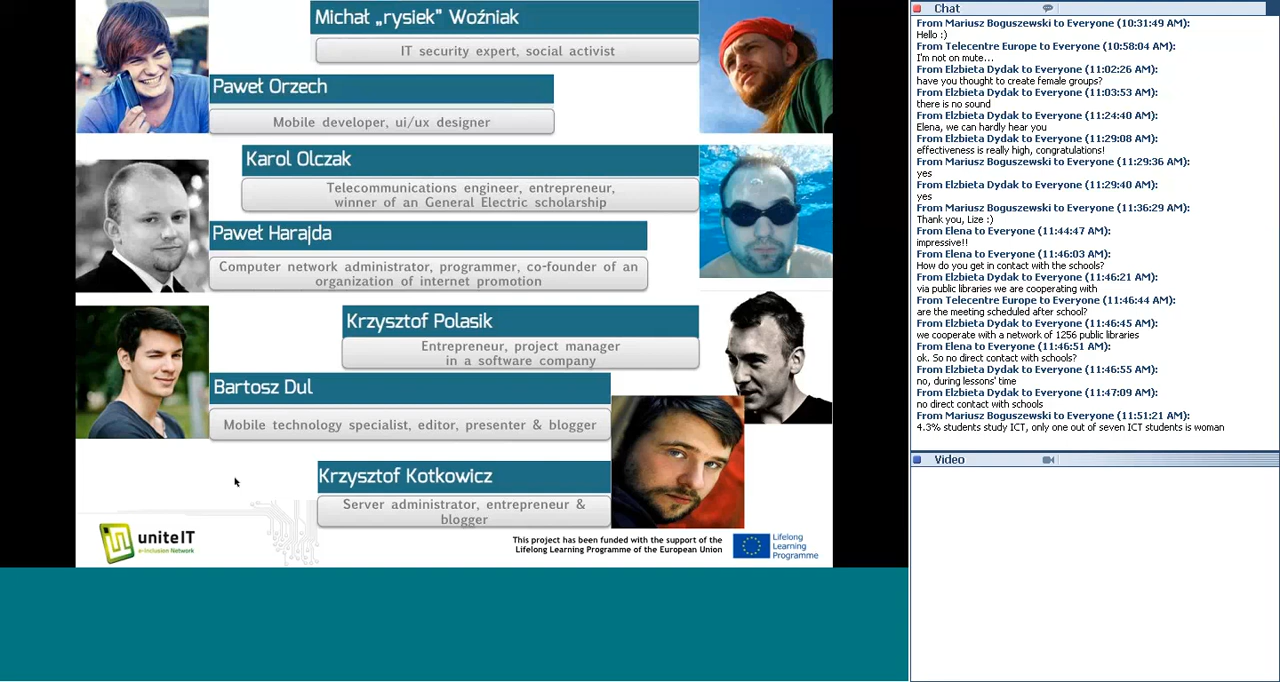 Michał „rysiek” Woźniak
IT security expert, social activist
Paweł Orzech
Mobile developer, ui/ux designer
Karol Olczak
Telecommunications engineer, entrepreneur,
winner of an General Electric scholarship
Paweł Harajda
Computer network administrator, programmer, co-founder of an
organization of internet promotion
Krzysztof Polasik
Entrepreneur, project manager
in a software company
Bartosz Dul
Mobile technology specialist, editor, presenter & blogger
Krzysztof Kotkowicz
Server administrator, entrepreneur &
blogger
uniteIT
e-Inclusion Network
This project has been funded with the support of the
Lifelong Learning Programme of the European Union
Lifelong
Learning
Programme
Chat
From Mariusz Boguszewski to Everyone (10:31:49 AM):
Hello :)
From Telecentre Europe to Everyone (10:58:04 AM):
I'm not on mute...
From Elzbieta Dydak to Everyone (11:02:26 AM):
have you thought to create female groups?
From Elzbieta Dydak to Everyone (11:03:53 AM):
there is no sound
From Elzbieta Dydak to Everyone (11:24:40 AM):
Elena, we can hardly hear you
From Elzbieta Dydak to Everyone (11:29:08 AM):
effectiveness is really high, congratulations!
From Mariusz Boguszewski to Everyone (11:29:36 AM):
yes
From Elzbieta Dydak to Everyone (11:29:40 AM):
yes
From Mariusz Boguszewski to Everyone (11:36:29 AM):
Thank you, Lize :)
From Elena to Everyone (11:44:47 AM):
impressive!!
From Elena to Everyone (11:46:03 AM):
How do you get in contact with the schools?
From Elzbieta Dydak to Everyone (11:46:21 AM):
via public libraries we are cooperating with
From Telecentre Europe to Everyone (11:46:44 AM):
are the meeting scheduled after school?
From Elzbieta Dydak to Everyone (11:46:45 AM):
we cooperate with a network of 1256 public libraries
From Elena to Everyone (11:46:51 AM):
ok. So no direct contact with schools?
From Elzbieta Dydak to Everyone (11:46:55 AM):
no, during lessons' time
From Elzbieta Dydak to Everyone (11:47:09 AM):
no direct contact with schools
From Mariusz Boguszewski to Everyone (11:51:21 AM):
4.3% students study ICT, only one out of seven ICT students is woman
Video